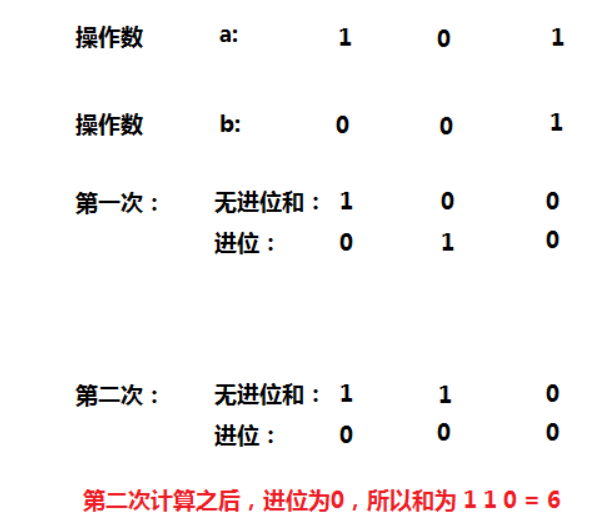 操作数 a: 1 0 1
操作数 b: 0 0 1
第一次： 无进位和： 1 0 0
进位： 0 1 0
第二次： 无进位和： 1 1 0
进位： 0 0 0
第二次计算之后，进位为0，所以和为 1 1 0 = 6